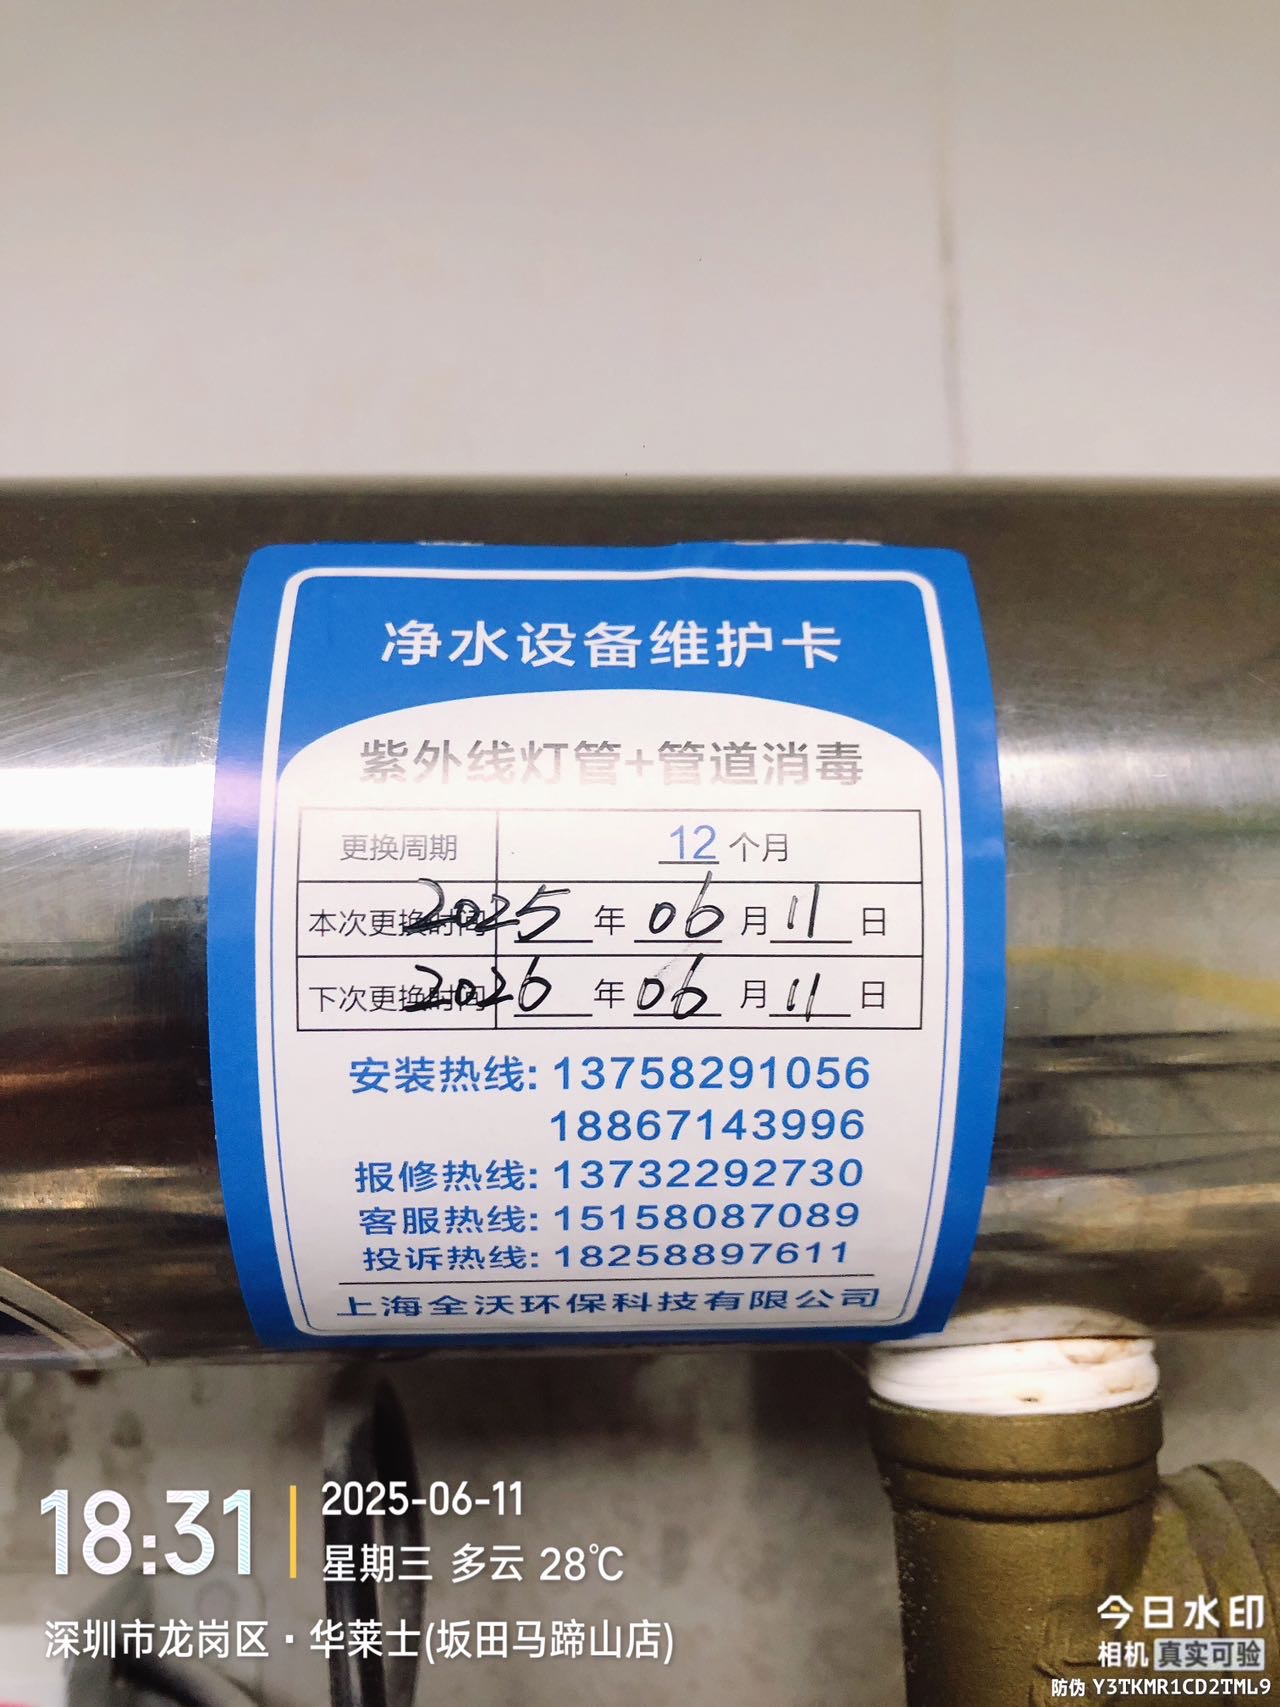 净水设备维护卡
紫外线灯管+管道消毒
更换周期 12 个月
本次更换时间 2025 年 06 月 11 日
下次更换时间 2026 年 06 月 11 日
安装热线: 13758291056
18867143996
报修热线: 13732292730
客服热线: 15158087089
投诉热线: 18258897611
上海全沃环保科技有限公司
18:31
2025-06-11
星期三 多云 28℃
深圳市龙岗区·华莱士(坂田马蹄山店)
今日水印
相机 真实可验
防伪 Y3TKMR1CD2TML9